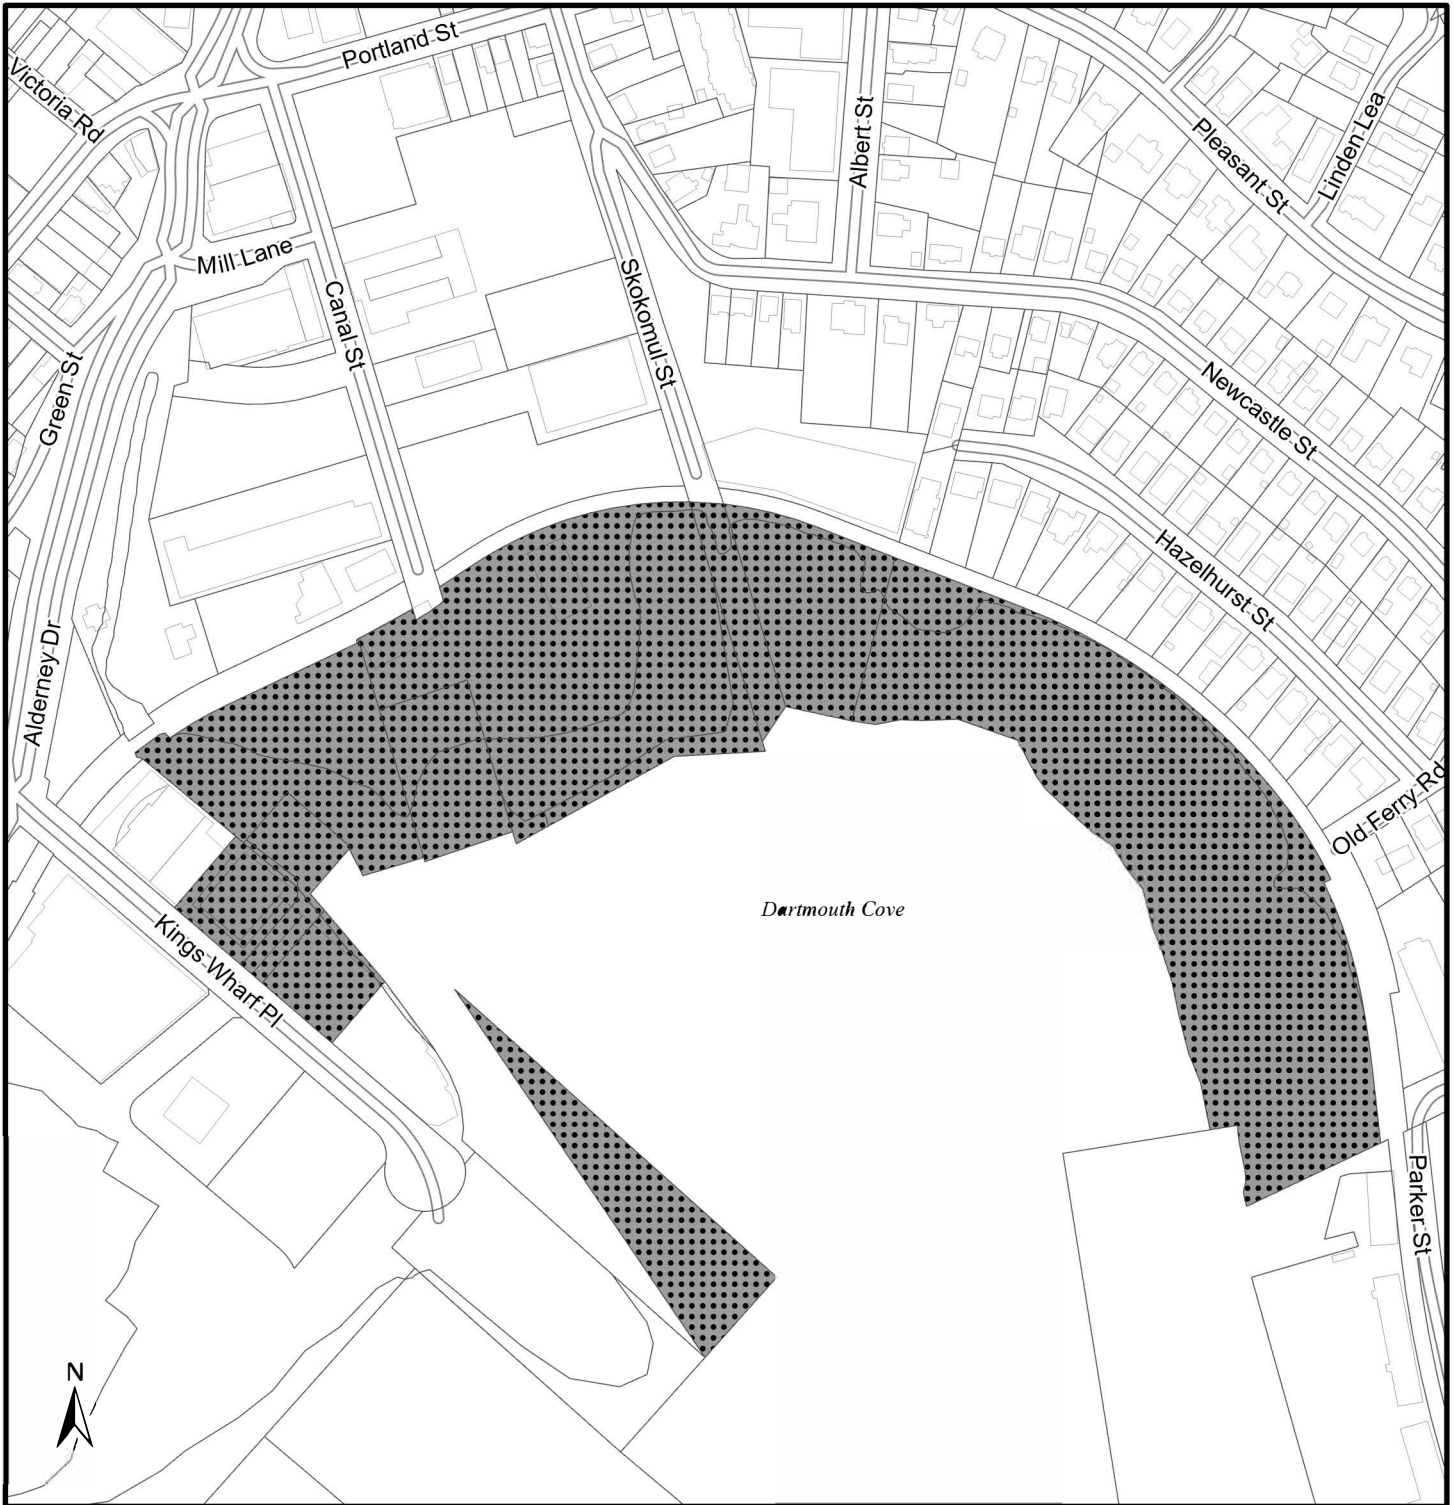 Portland St
Victoria Rd
Albert St
Pleasant St
Linden Lea
Mill Lane
Canal St
Skokomul St
Green St
Newcastle St
Hazelhurst St
Alderney Dr
Old Ferry Rd
Dartmouth Cove
Kings Wharf Pl
Parker St
N